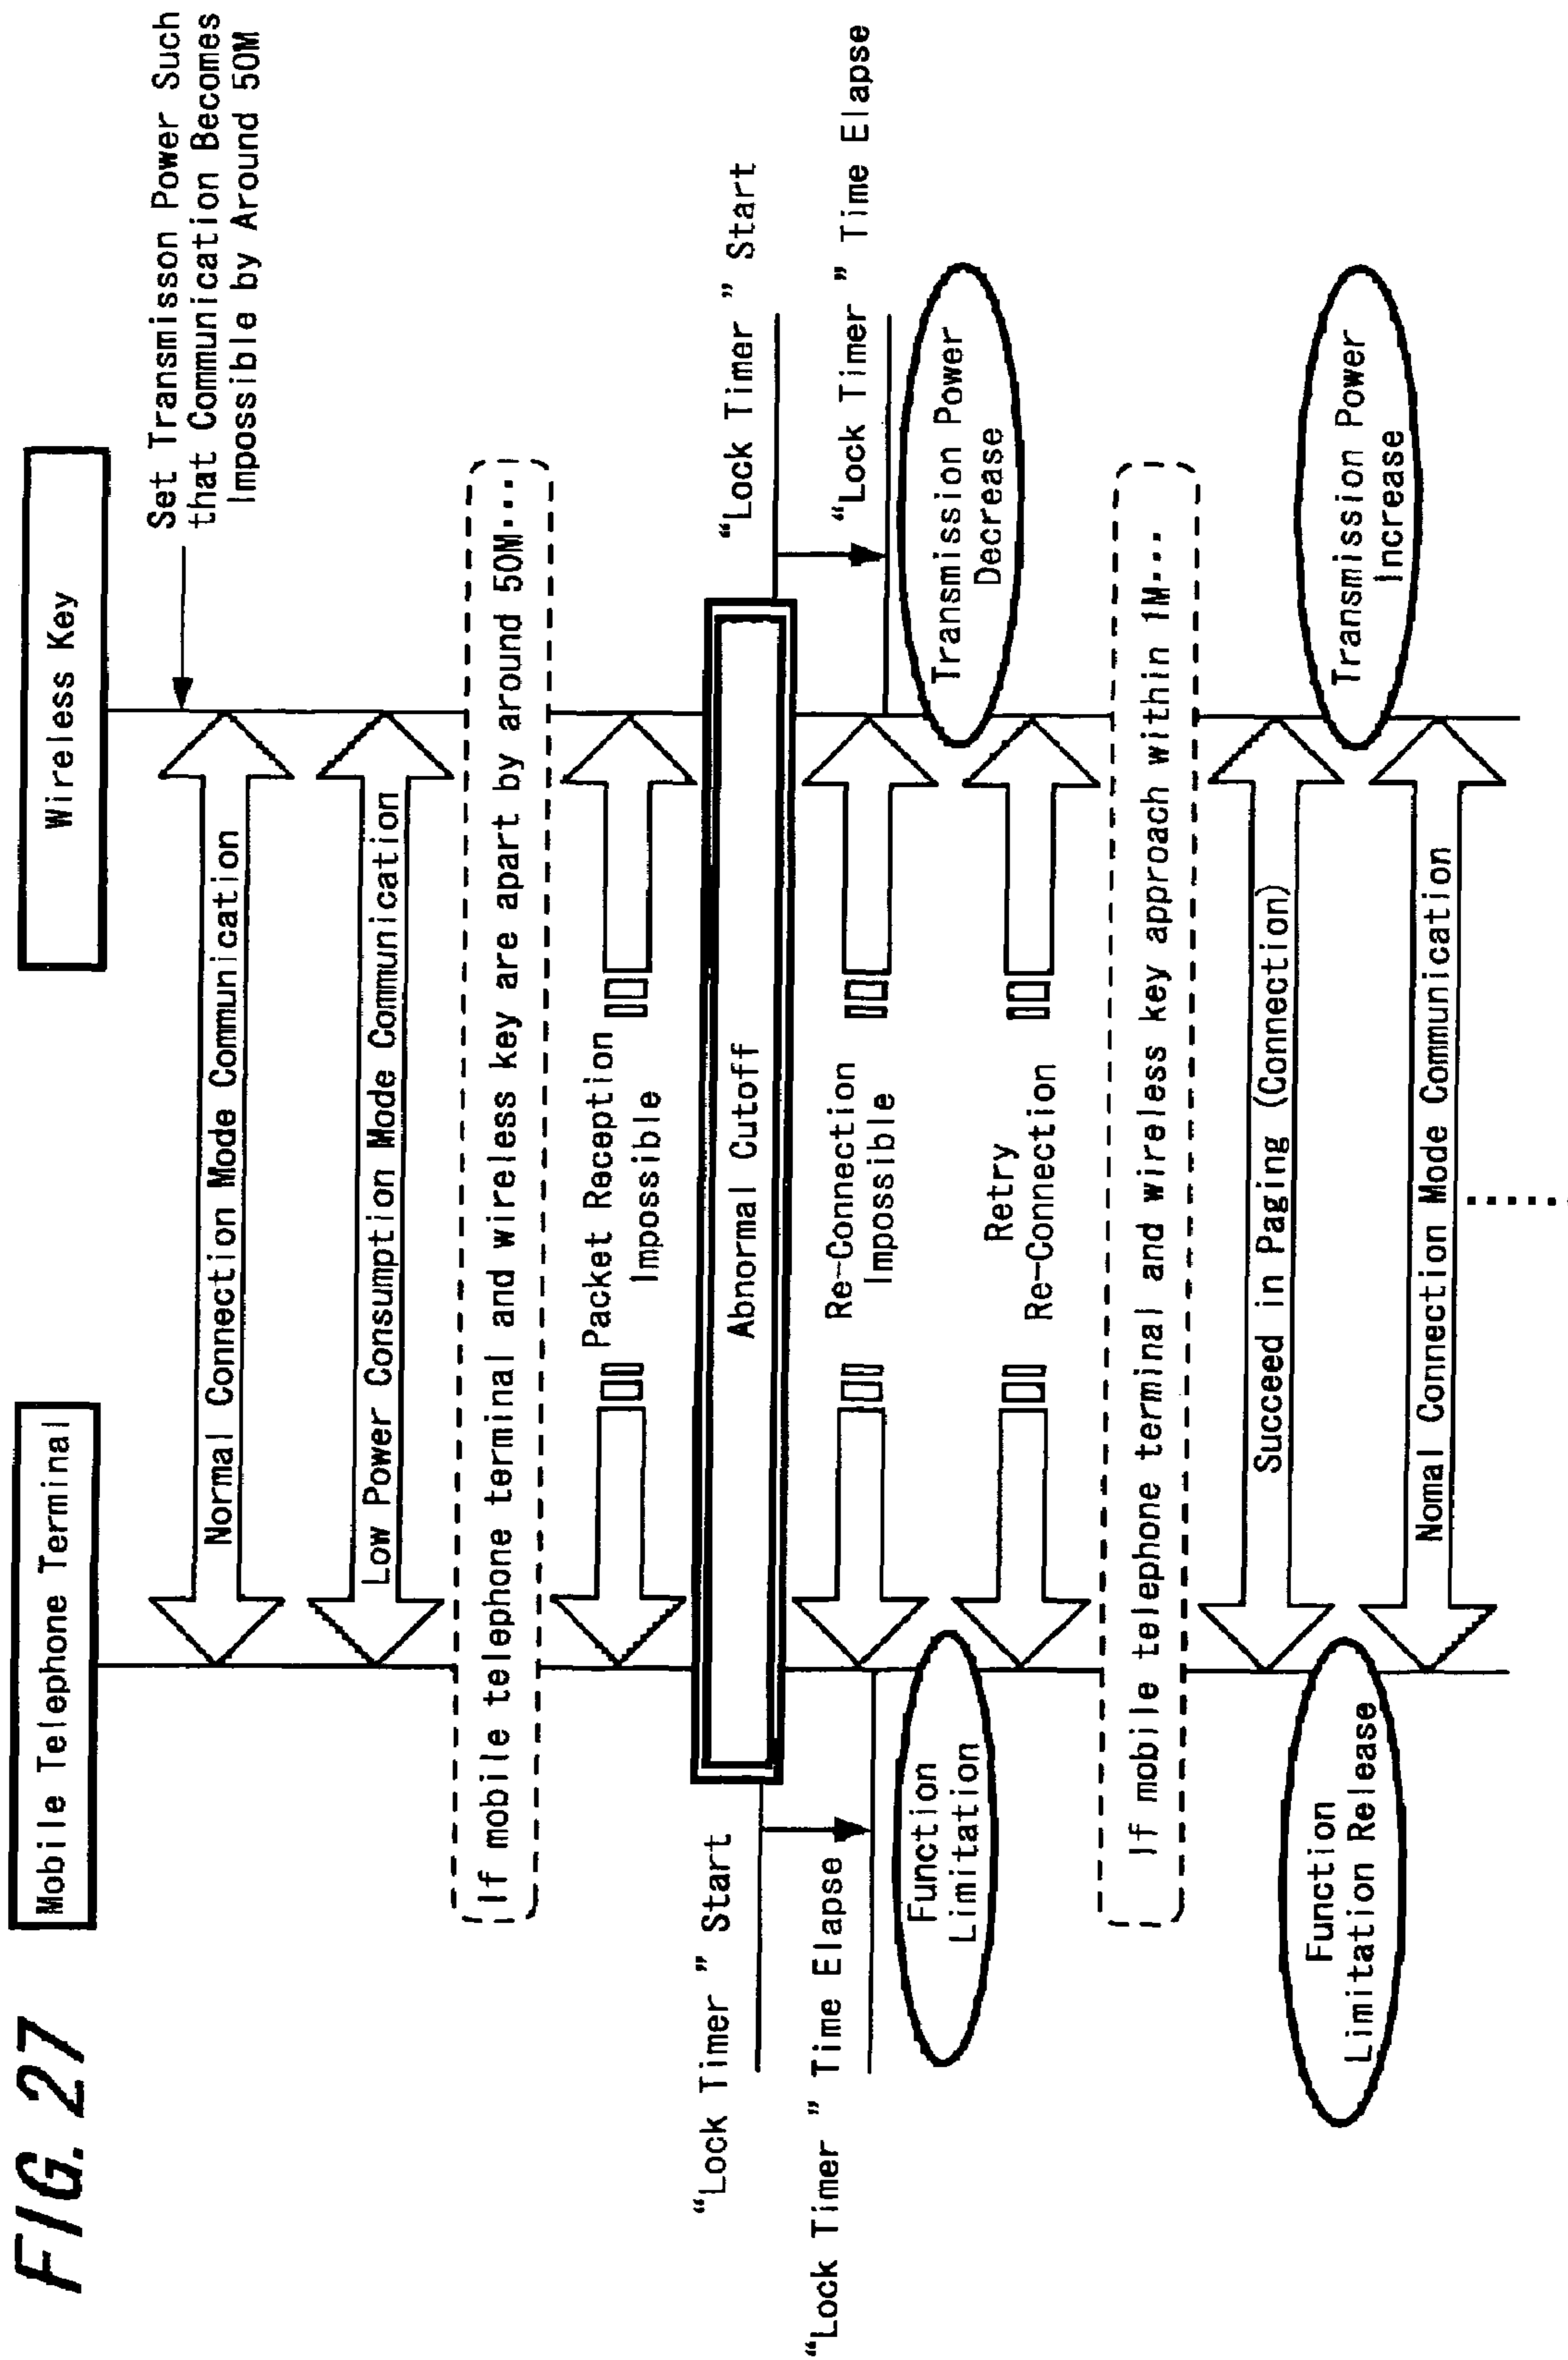 FIG. 27
Mobile Telephone Terminal
Wireless Key
Set Transmisson Power Such
that Communication Becomes
Impossible by Around 50M
Normal Connection Mode Communication
Low Power Consumption Mode Communication
If mobile telephone terminal and wireless key are apart by around 50M...
Packet Reception
Impossible
Abnormal Cutoff
“Lock Timer ” Start
“Lock Timer ” Start
“Lock Timer ” Time Elapse
“Lock Timer ” Time Elapse
Re-Connection
Impossible
Function
Limitation
Transmission Power
Decrease
Retry
Re-Connection
If mobile telephone terminal and wireless key approach within 1M...
Succeed in Paging (Connection)
Function
Limitation Release
Transmission Power
Increase
Nomal Connection Mode Communication